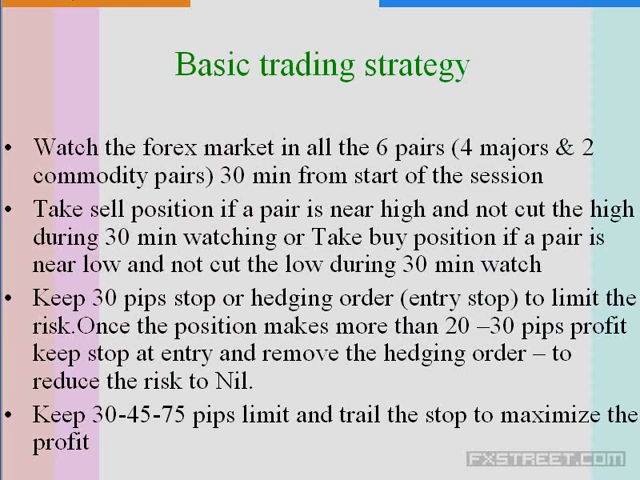 Basic trading strategy
• Watch the forex market in all the 6 pairs (4 majors & 2
commodity pairs) 30 min from start of the session
• Take sell position if a pair is near high and not cut the high
during 30 min watching or Take buy position if a pair is
near low and not cut the low during 30 min watch
• Keep 30 pips stop or hedging order (entry stop) to limit the
risk.Once the position makes more than 20 –30 pips profit
keep stop at entry and remove the hedging order – to
reduce the risk to Nil.
• Keep 30-45-75 pips limit and trail the stop to maximize the
profit
FXSTREET.COM